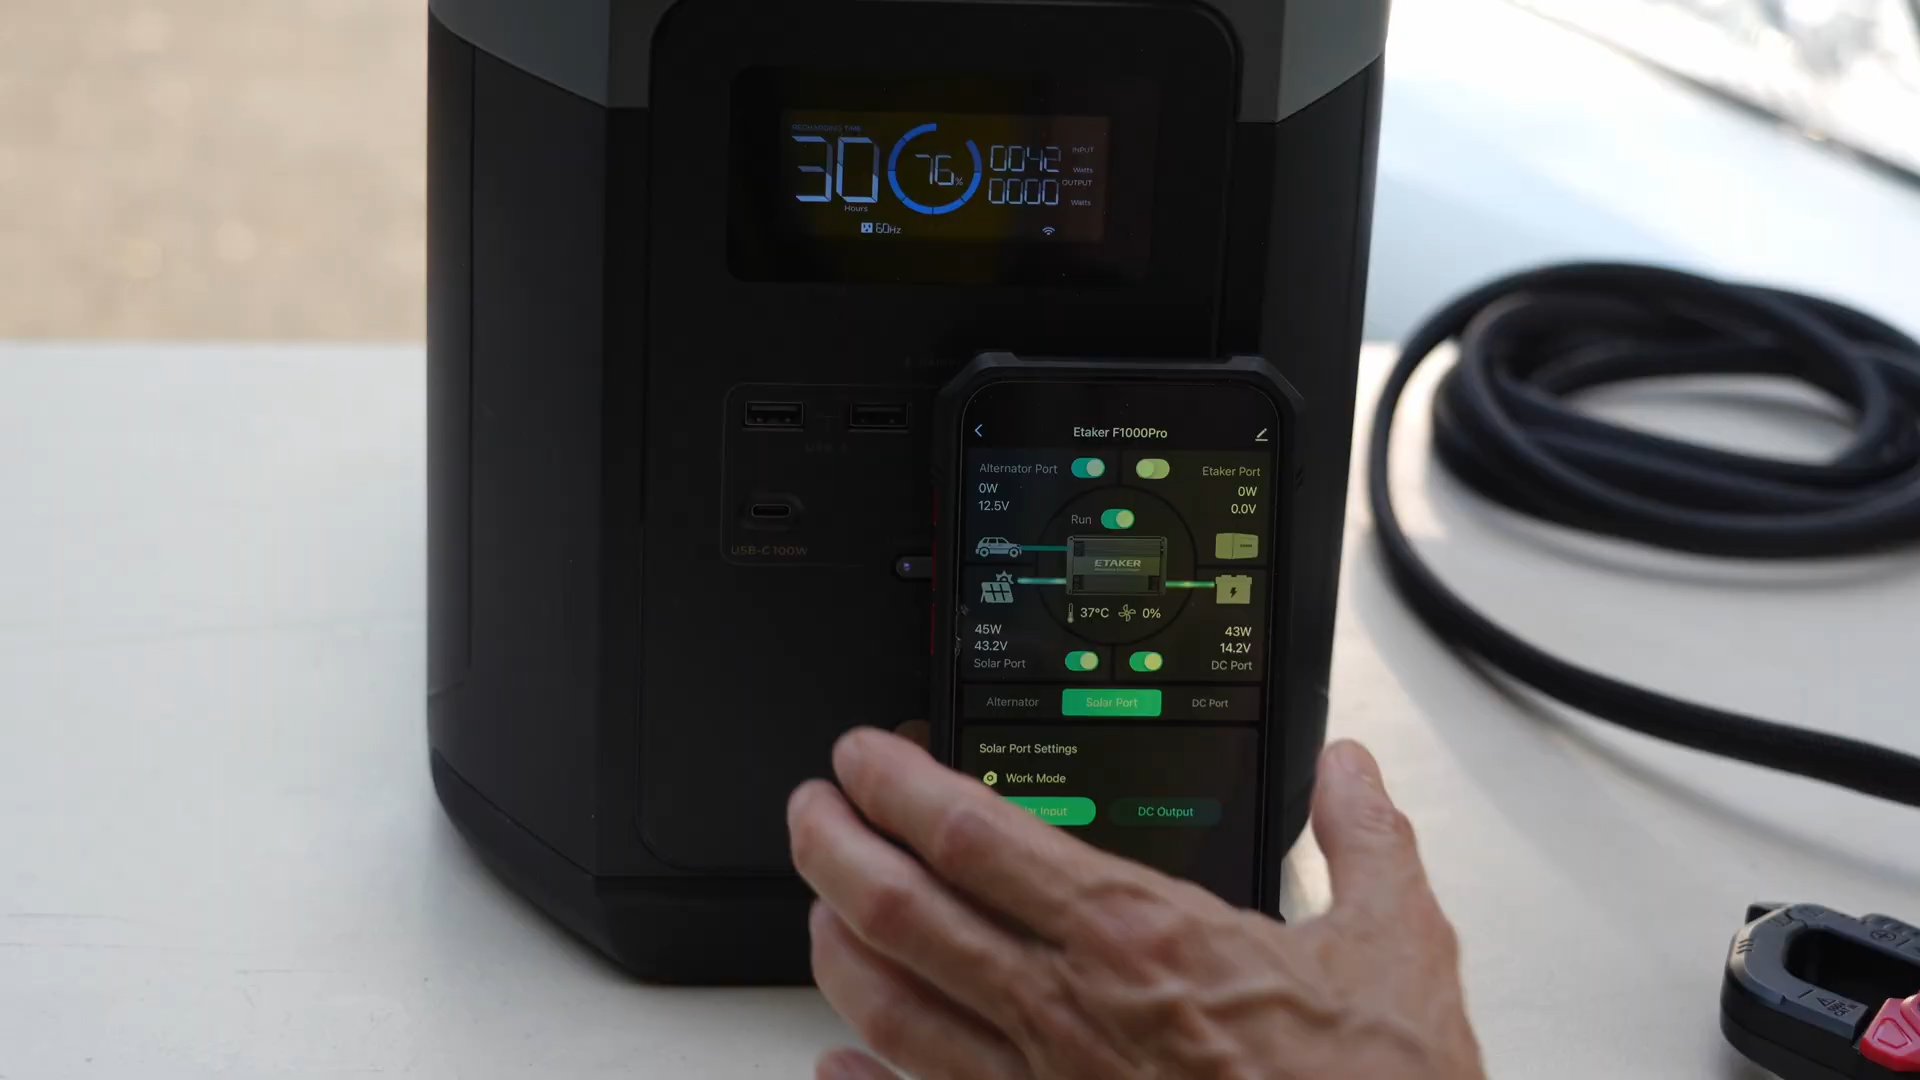 RECHARGING TIME
30
Hours
76%
0042 INPUT Watts
0000 OUTPUT Watts
60Hz
USB-C 100W
Etaker F1000Pro
Alternator Port
0W
12.5V
Etaker Port
0W
0.0V
Run
ETAKER
37°C 0%
45W
43.2V
Solar Port
43W
14.2V
DC Port
Alternator Solar Port DC Port
Solar Port Settings
Work Mode
Input DC Output